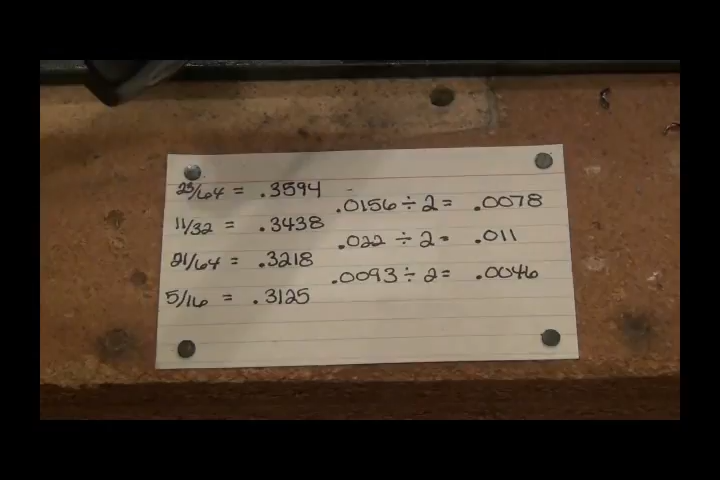 23/64 = .3594
.0156 ÷ 2 = .0078
11/32 = .3438
.022 ÷ 2 = .011
21/64 = .3218
.0093 ÷ 2 = .0046
5/16 = .3125